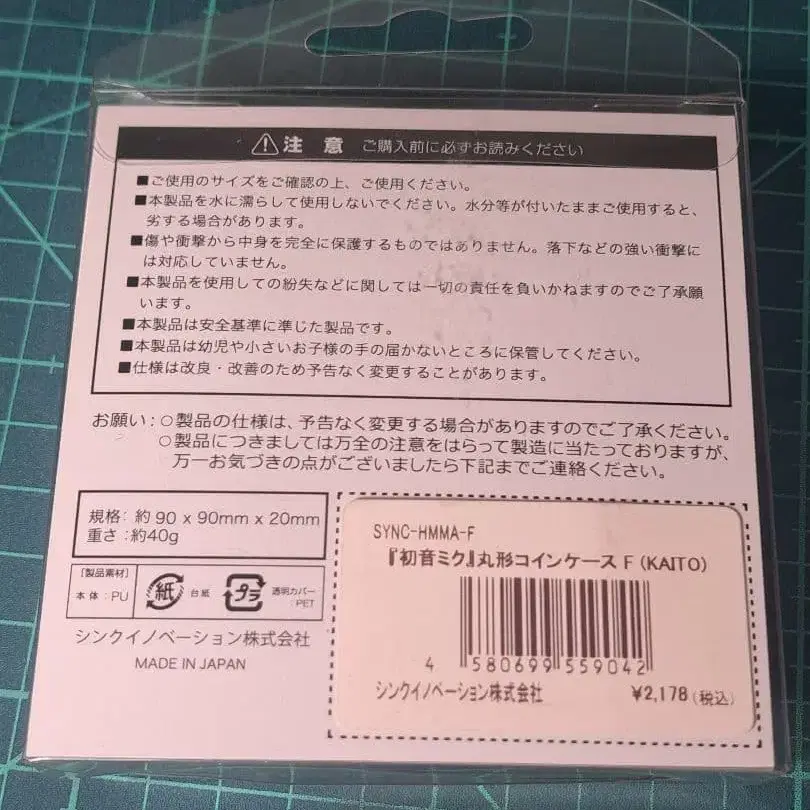 注意 ご購入前に必ずお読みください
■ご使用のサイズをご確認の上、ご使用ください。
■本製品を水に濡らして使用しないでください。水分等が付いたままご使用すると、
劣する場合があります。
■傷や衝撃から中身を完全に保護するものではありません。落下などの強い衝撃に
は対応していません。
■本製品を使用しての紛失などに関しては一切の責任を負いかねますのでご了承願
います。
■本製品は安全基準に準じた製品です。
■本製品は幼児や小さいお子様の手の届かないところに保管してください。
■仕様は改良・改善のため予告なく変更することがあります。
お願い：○製品の仕様は、予告なく変更する場合がありますのでご了承ください。
○製品につきましては万全の注意をはらって製造に当たっておりますが、
万一お気づきの点がございましたら下記までご連絡ください。
規格：約90 x 90mm x 20mm
重さ：約40g
［製品素材］
本体：PU
紙 台紙
プラ 透明カバー：PET
シンクイノベーション株式会社
MADE IN JAPAN
SYNC-HMMA-F
『初音ミク』丸形コインケース F（KAITO）
4 580699 559042
シンクイノベーション株式会社 ¥2,178（税込）